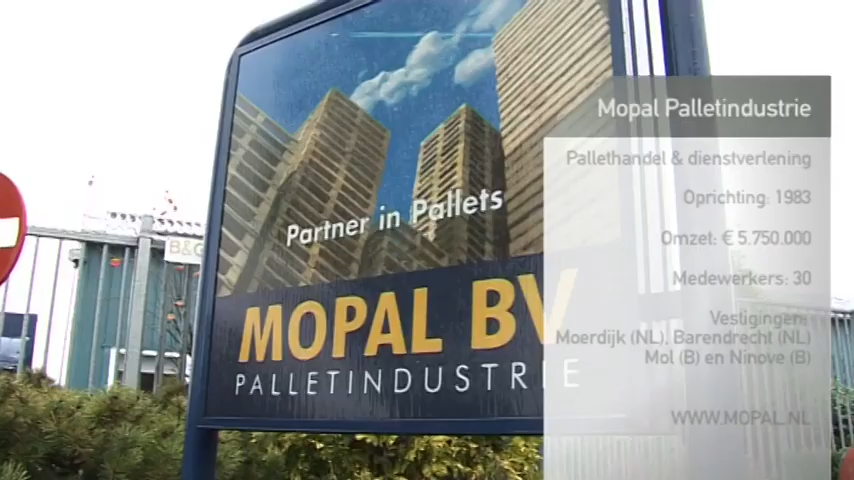 Partner in Pallets
MOPAL BV
PALLETINDUSTRIE
B&G
Mopal Palletindustrie
Pallethandel & dienstverlening
Oprichting: 1983
Omzet: €5.750.000
Medewerkers: 30
Vestigingen:
Moerdijk (NL), Barendrecht (NL)
Mol (B) en Ninove (B)
WWW.MOPAL.NL